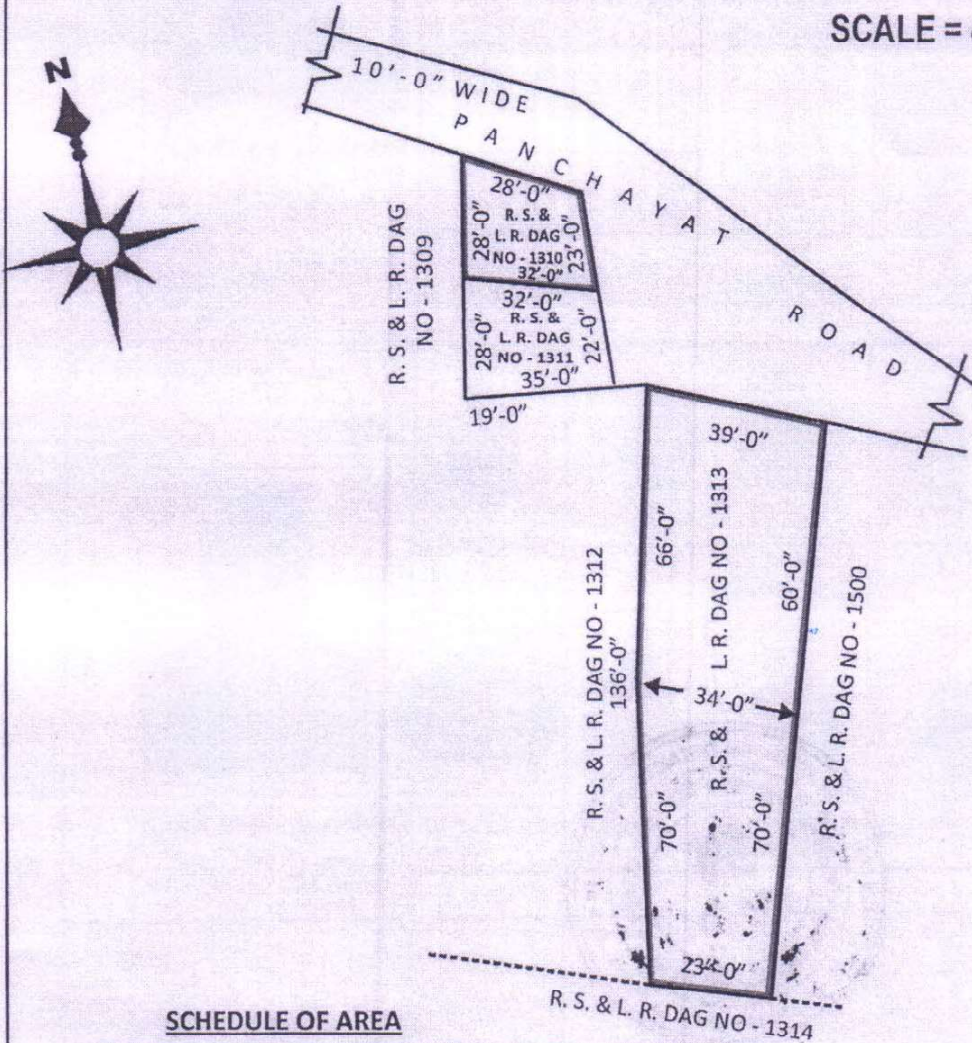 SCALE =
N
10'-0" WIDE
PANCHAYAT ROAD
R. S. & L. R. DAG
NO - 1309
28'-0"
28'-0"
R. S. &
L. R. DAG
NO - 1310
23'-0"
32'-0"
32'-0"
28'-0"
R. S. &
L. R. DAG
NO - 1311
22'-0"
35'-0"
19'-0"
39'-0"
R. S. & L. R. DAG NO - 1312
136'-0"
66'-0"
R. S. & L. R. DAG NO - 1313
60'-0"
R. S. & L. R. DAG NO - 1500
34'-0"
70'-0"
70'-0"
23'-0"
R. S. & L. R. DAG NO - 1314
SCHEDULE OF AREA